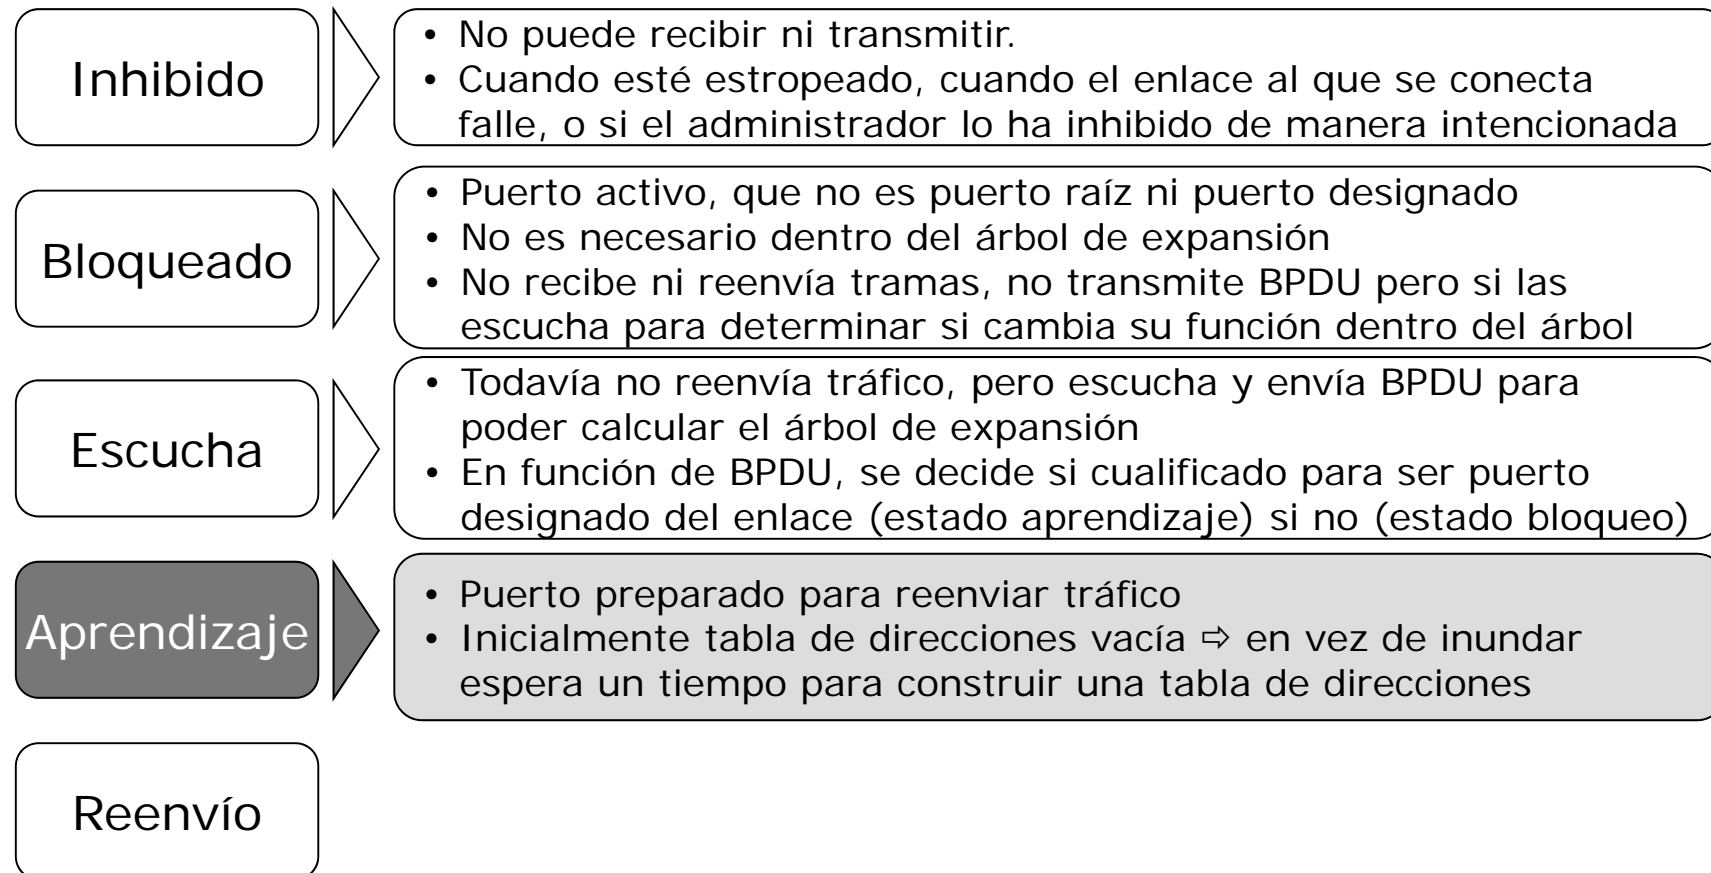 Inhibido
• No puede recibir ni transmitir.
• Cuando esté estropeado, cuando el enlace al que se conecta
falle, o si el administrador lo ha inhibido de manera intencionada
Bloqueado
• Puerto activo, que no es puerto raíz ni puerto designado
• No es necesario dentro del árbol de expansión
• No recibe ni reenvía tramas, no transmite BPDU pero si las
escucha para determinar si cambia su función dentro del árbol
Escucha
• Todavía no reenvía tráfico, pero escucha y envía BPDU para
poder calcular el árbol de expansión
• En función de BPDU, se decide si cualificado para ser puerto
designado del enlace (estado aprendizaje) si no (estado bloqueo)
Aprendizaje
• Puerto preparado para reenviar tráfico
• Inicialmente tabla de direcciones vacía ⇨ en vez de inundar
espera un tiempo para construir una tabla de direcciones
Reenvío